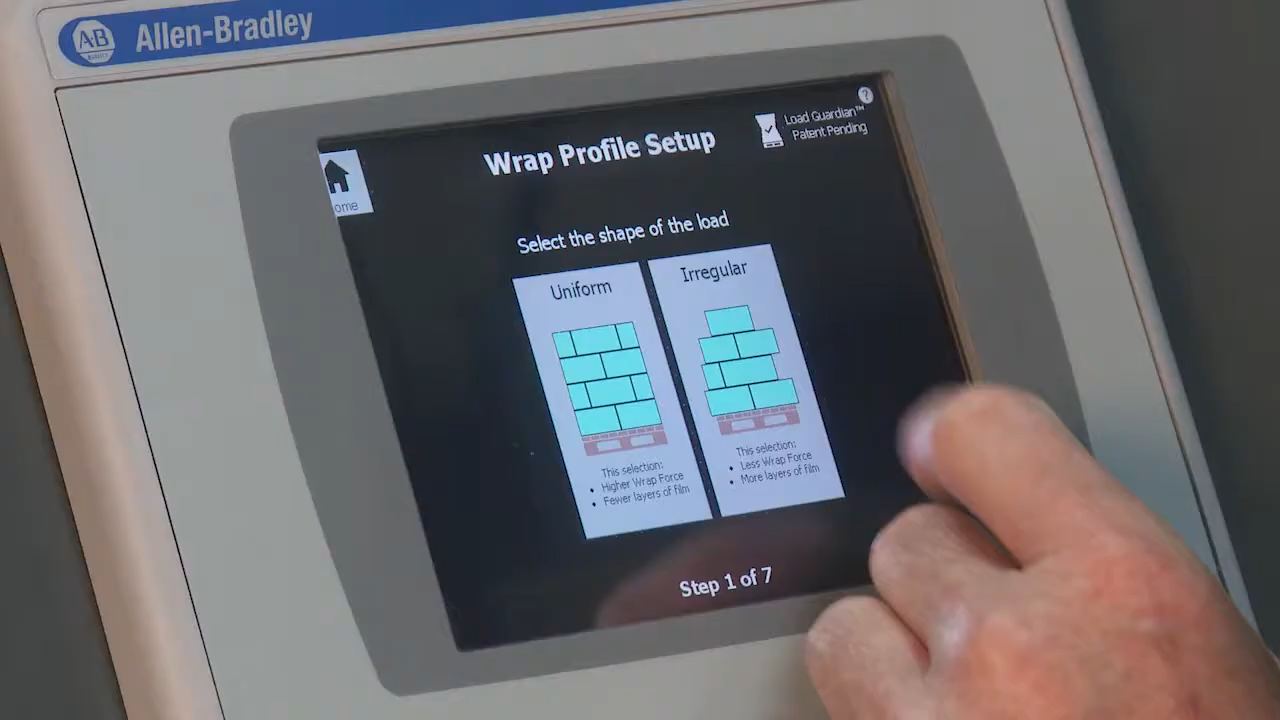 AB
Allen-Bradley
?
Load Guardian™
Patent Pending
Wrap Profile Setup
ome
Select the shape of the load
Uniform
Irregular
This selection:
• Higher Wrap Force
• Fewer layers of film
This selection:
• Less Wrap Force
• More layers of film
Step 1 of 7